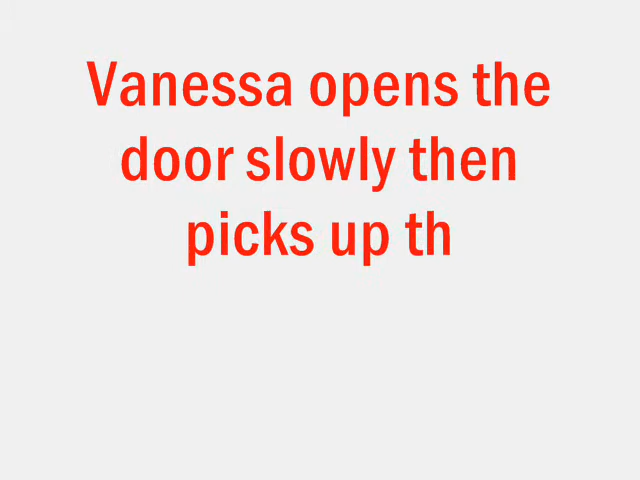 Vanessa opens the
door slowly then
picks up th